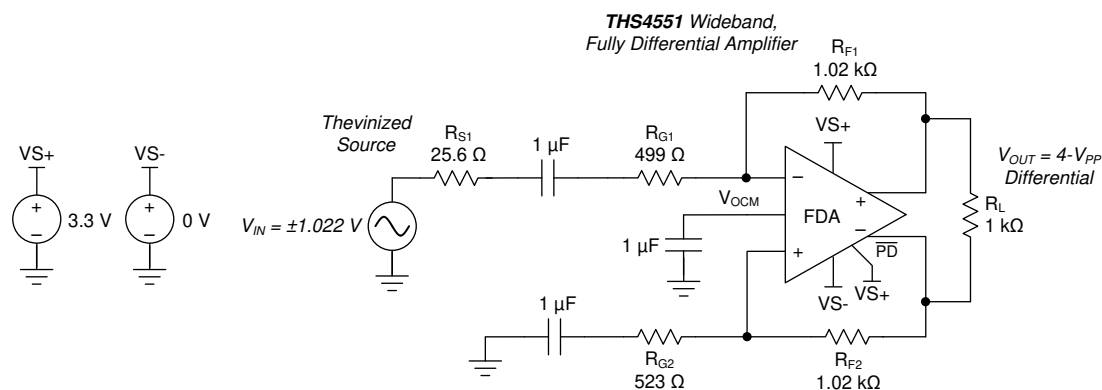 THS4551 Wideband,
Fully Differential Amplifier
RF1
1.02 kΩ
Thevinized
Source
RS1
25.6 Ω
1 µF
RG1
499 Ω
VS+
VS-
VS+
+
−
3.3 V
+
−
0 V
VIN = ±1.022 V
−
VOCM
FDA
+
−
+
PD
VOUT = 4-VPP
Differential
RL
1 kΩ
1 µF
VS-
VS+
1 µF
RG2
523 Ω
RF2
1.02 kΩ